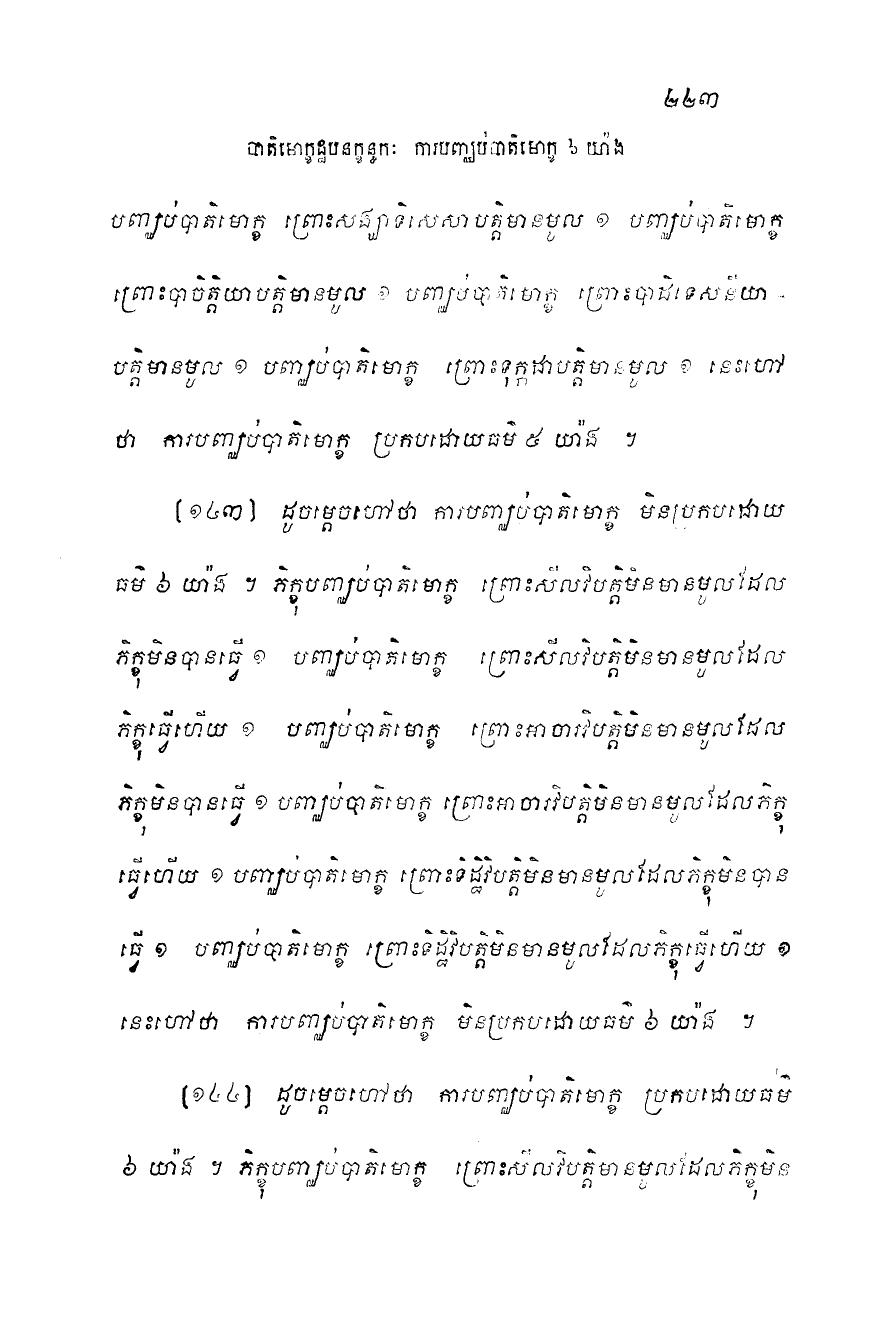 ២២៣
បាតិមោក្ខដ្ឋបនក្ខន្ធកៈ ការបញ្ឈប់បាតិមោក្ខ ៦ យ៉ាង
បញ្ឈប់បាតិមោក្ខ ព្រោះសង្ឃាទិសេសាបត្តិមានមូល ១ បញ្ឈប់បាតិមោក្ខ
ព្រោះបាចិត្តិយាបត្តិមានមូល ១ បញ្ឈប់បាតិមោក្ខ ព្រោះបាដិទេសនីយា -
បត្តិមានមូល ១ បញ្ឈប់បាតិមោក្ខ ព្រោះទុក្កដាបត្តិមានមូល ១ នេះហៅ
ថា ការបញ្ឈប់បាតិមោក្ខ ប្រកបដោយធម៌ ៥ យ៉ាង ។
[១៤៣] ដូចម្តេចហៅថា ការបញ្ឈប់បាតិមោក្ខ មិនប្រកបដោយ
ធម៌ ៦ យ៉ាង ។ ភិក្ខុបញ្ឈប់បាតិមោក្ខ ព្រោះសីលវិបត្តិមិនមានមូលដែល
ភិក្ខុមិនបានធ្វើ ១ បញ្ឈប់បាតិមោក្ខ ព្រោះសីលវិបត្តិមិនមានមូលដែល
ភិក្ខុធ្វើហើយ ១ បញ្ឈប់បាតិមោក្ខ ព្រោះអាចារវិបត្តិមិនមានមូលដែល
ភិក្ខុមិនបានធ្វើ ១ បញ្ឈប់បាតិមោក្ខ ព្រោះអាចារវិបត្តិមិនមានមូលដែលភិក្ខុ
ធ្វើហើយ ១ បញ្ឈប់បាតិមោក្ខ ព្រោះទិដ្ឋិវិបត្តិមិនមានមូលដែលភិក្ខុមិនបាន
ធ្វើ ១ បញ្ឈប់បាតិមោក្ខ ព្រោះទិដ្ឋិវិបត្តិមិនមានមូលដែលភិក្ខុធ្វើហើយ ១
នេះហៅថា ការបញ្ឈប់បាតិមោក្ខ មិនប្រកបដោយធម៌ ៦ យ៉ាង ។
[១៤៤] ដូចម្តេចហៅថា ការបញ្ឈប់បាតិមោក្ខ ប្រកបដោយធម៌
៦ យ៉ាង ។ ភិក្ខុបញ្ឈប់បាតិមោក្ខ ព្រោះសីលវិបត្តិមានមូលដែលភិក្ខុមិន